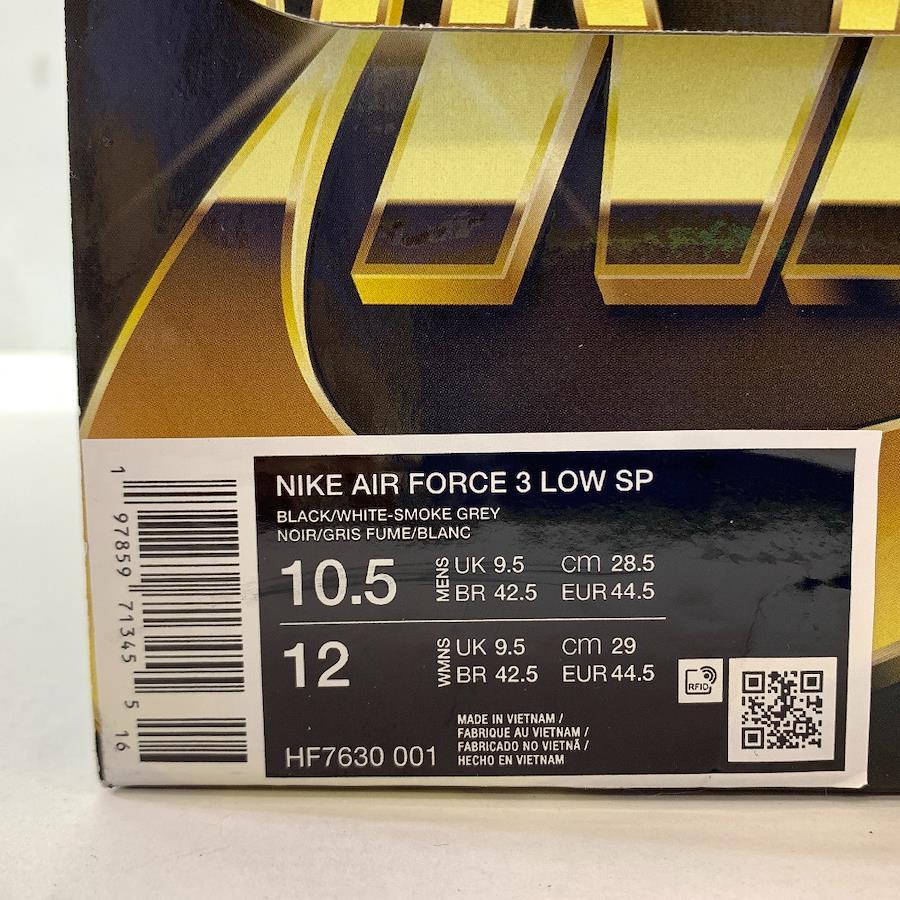 NIKE AIR FORCE 3 LOW SP
BLACK/WHITE-SMOKE GREY
NOIR/GRIS FUME/BLANC
10.5 MENS UK 9.5 CM 28.5
BR 42.5 EUR 44.5
12 WMNS UK 9.5 CM 29
BR 42.5 EUR 44.5
RFID
HF7630 001
MADE IN VIETNAM /
FABRIQUE AU VIETNAM /
FABRICADO NO VIETNÃ /
HECHO EN VIETNAM
1 97859 71345 5 16